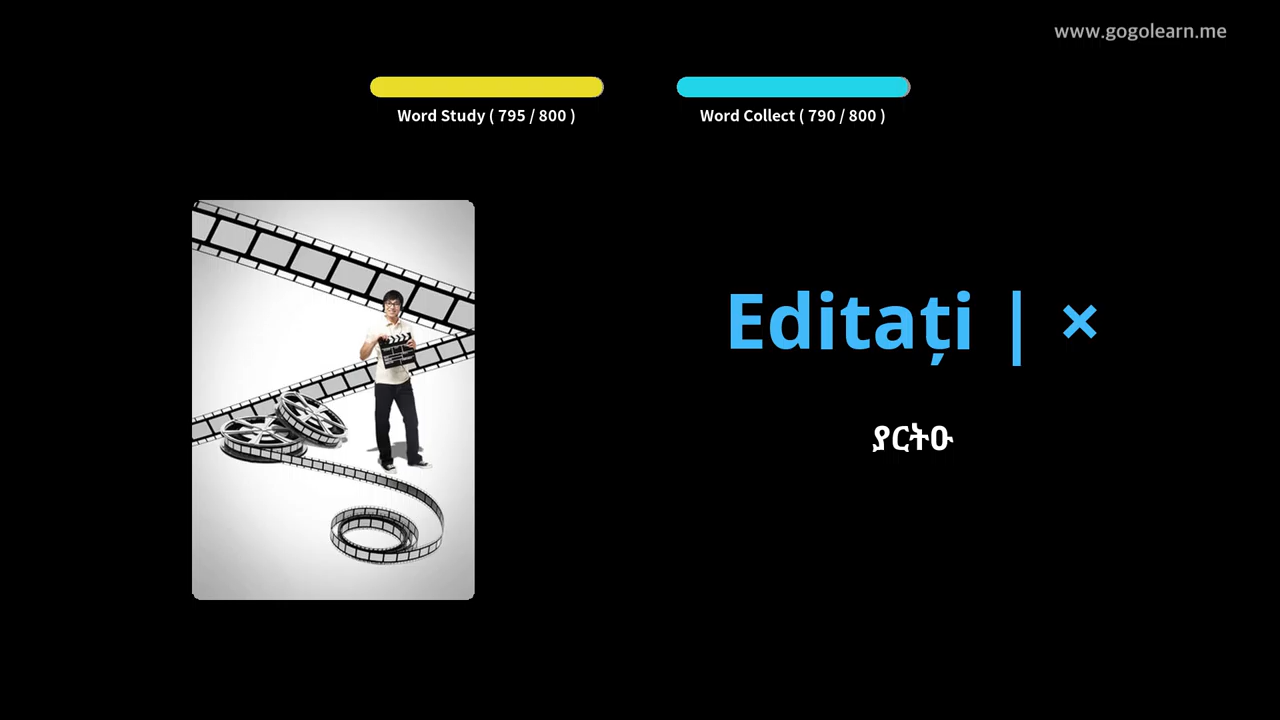 www.gogolearn.me
Word Study ( 795 / 800 )
Word Collect ( 790 / 800 )
Editați | ×
ያርትዑ